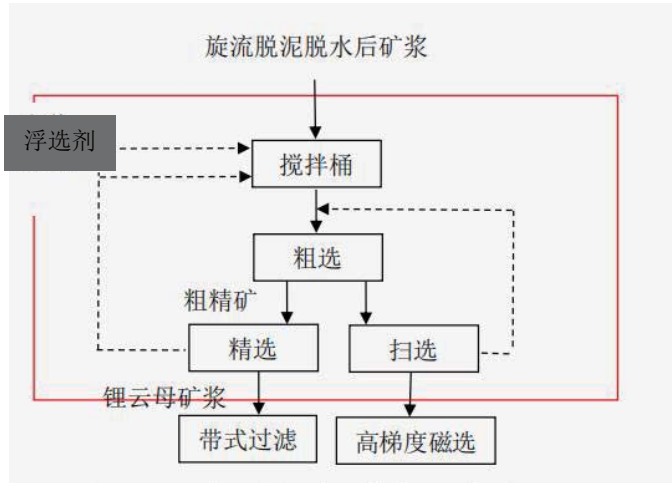 旋流脱泥脱水后矿浆
浮选剂
搅拌桶
粗选
粗精矿
精选
扫选
锂云母矿浆
带式过滤
高梯度磁选